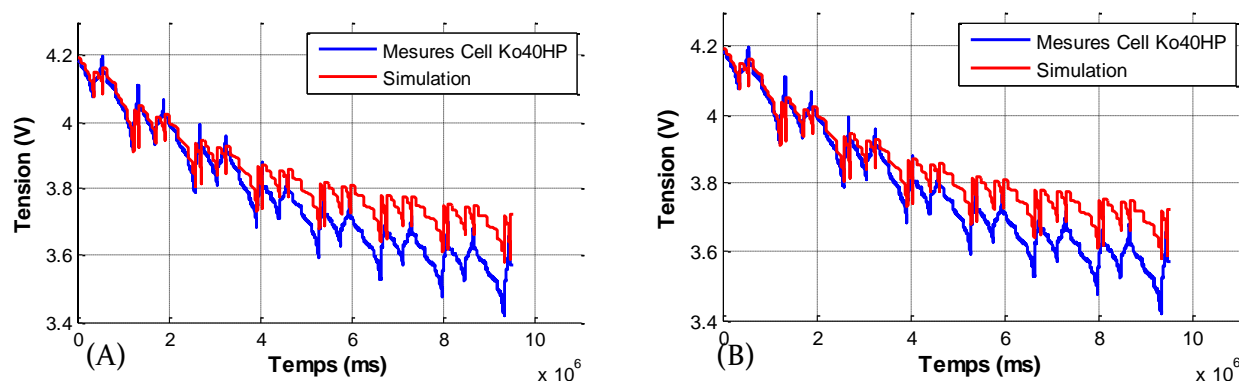 4.2
4
3.8
3.6
3.4
0
2
4
6
8
10
x 10^6
Temps (ms)
Tension (V)
Mesures Cell Ko40HP
Simulation
(A)
4.2
4
3.8
3.6
3.4
0
2
4
6
8
10
x 10^6
Temps (ms)
Tension (V)
Mesures Cell Ko40HP
Simulation
(B)